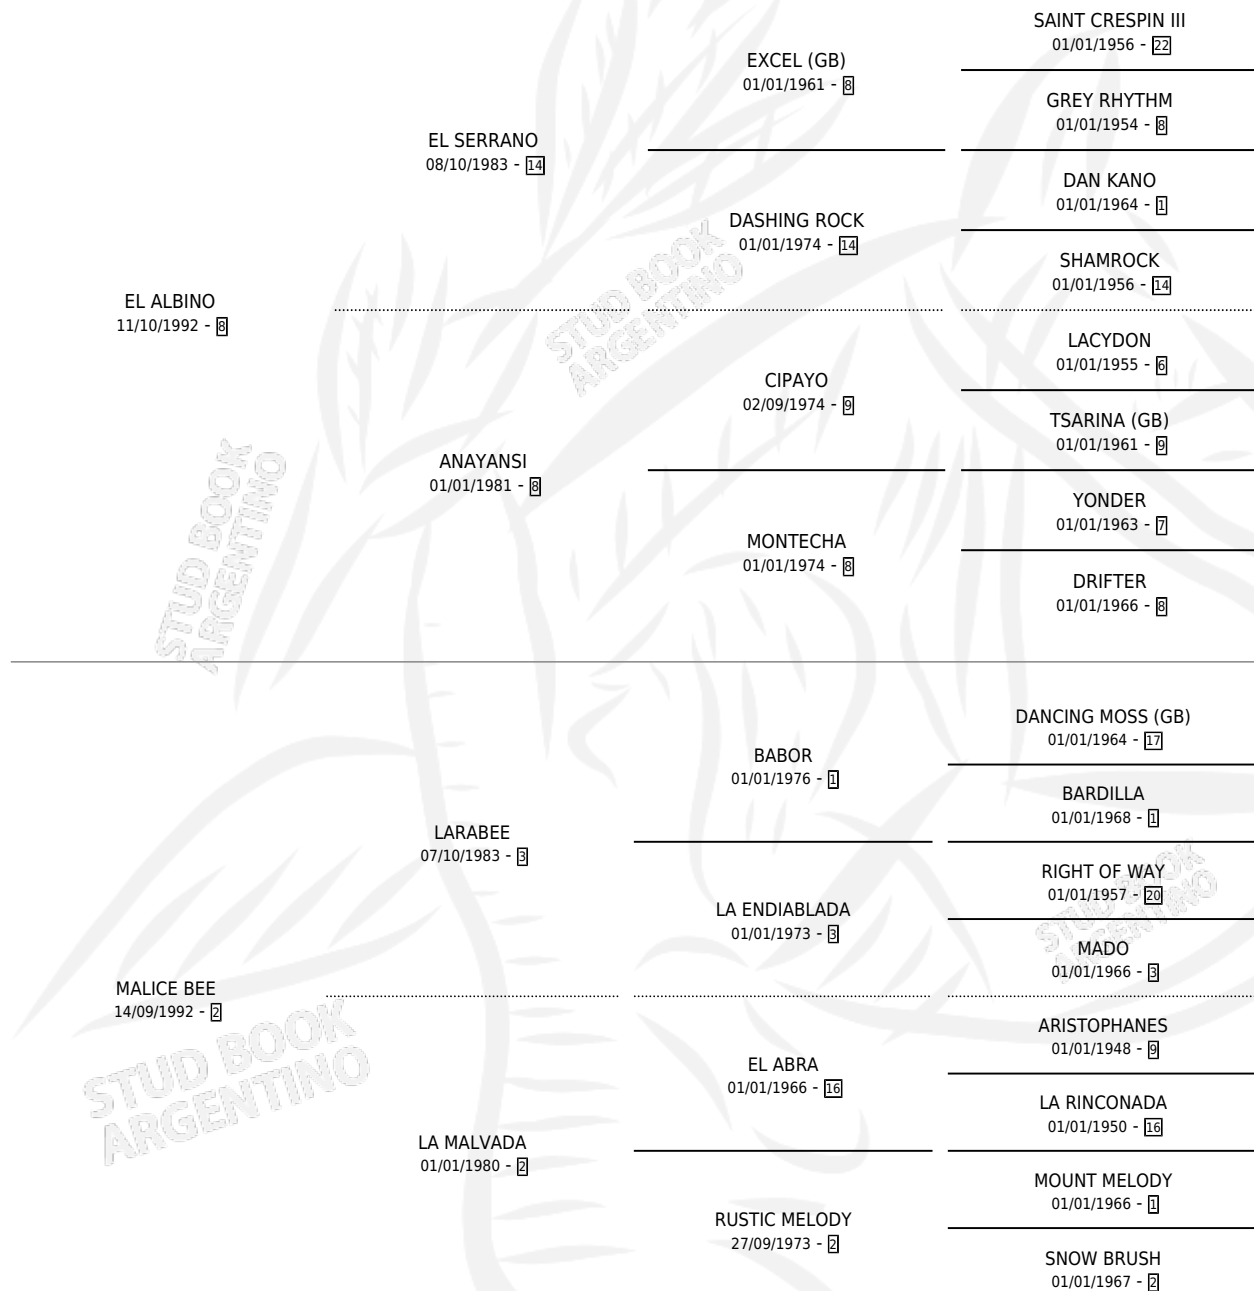 SAINT CRESPIN III
01/01/1956 - 22
EXCEL (GB)
01/01/1961 - 8
GREY RHYTHM
01/01/1954 - 8
EL SERRANO
08/10/1983 - 14
DAN KANO
01/01/1964 - 1
DASHING ROCK
01/01/1974 - 14
SHAMROCK
01/01/1956 - 14
EL ALBINO
11/10/1992 - 8
LACYDON
01/01/1955 - 6
CIPAYO
02/09/1974 - 9
TSARINA (GB)
01/01/1961 - 9
ANAYANSI
01/01/1981 - 8
YONDER
01/01/1963 - 7
MONTECHA
01/01/1974 - 8
DRIFTER
01/01/1966 - 8
STUD BOOK
ARGENTINO
STUD BOOK
ARGENTINO
DANCING MOSS (GB)
01/01/1964 - 17
BABOR
01/01/1976 - 1
BARDILLA
01/01/1968 - 1
LARABEE
07/10/1983 - 3
RIGHT OF WAY
01/01/1957 - 20
LA ENDIABLADA
01/01/1973 - 3
MADO
01/01/1966 - 3
MALICE BEE
14/09/1992 - 2
ARISTOPHANES
01/01/1948 - 9
EL ABRA
01/01/1966 - 16
LA RINCONADA
01/01/1950 - 16
LA MALVADA
01/01/1980 - 2
MOUNT MELODY
01/01/1966 - 1
RUSTIC MELODY
27/09/1973 - 2
SNOW BRUSH
01/01/1967 - 2
STUD BOOK
ARGENTINO
STUD BOOK
ARGENTINO